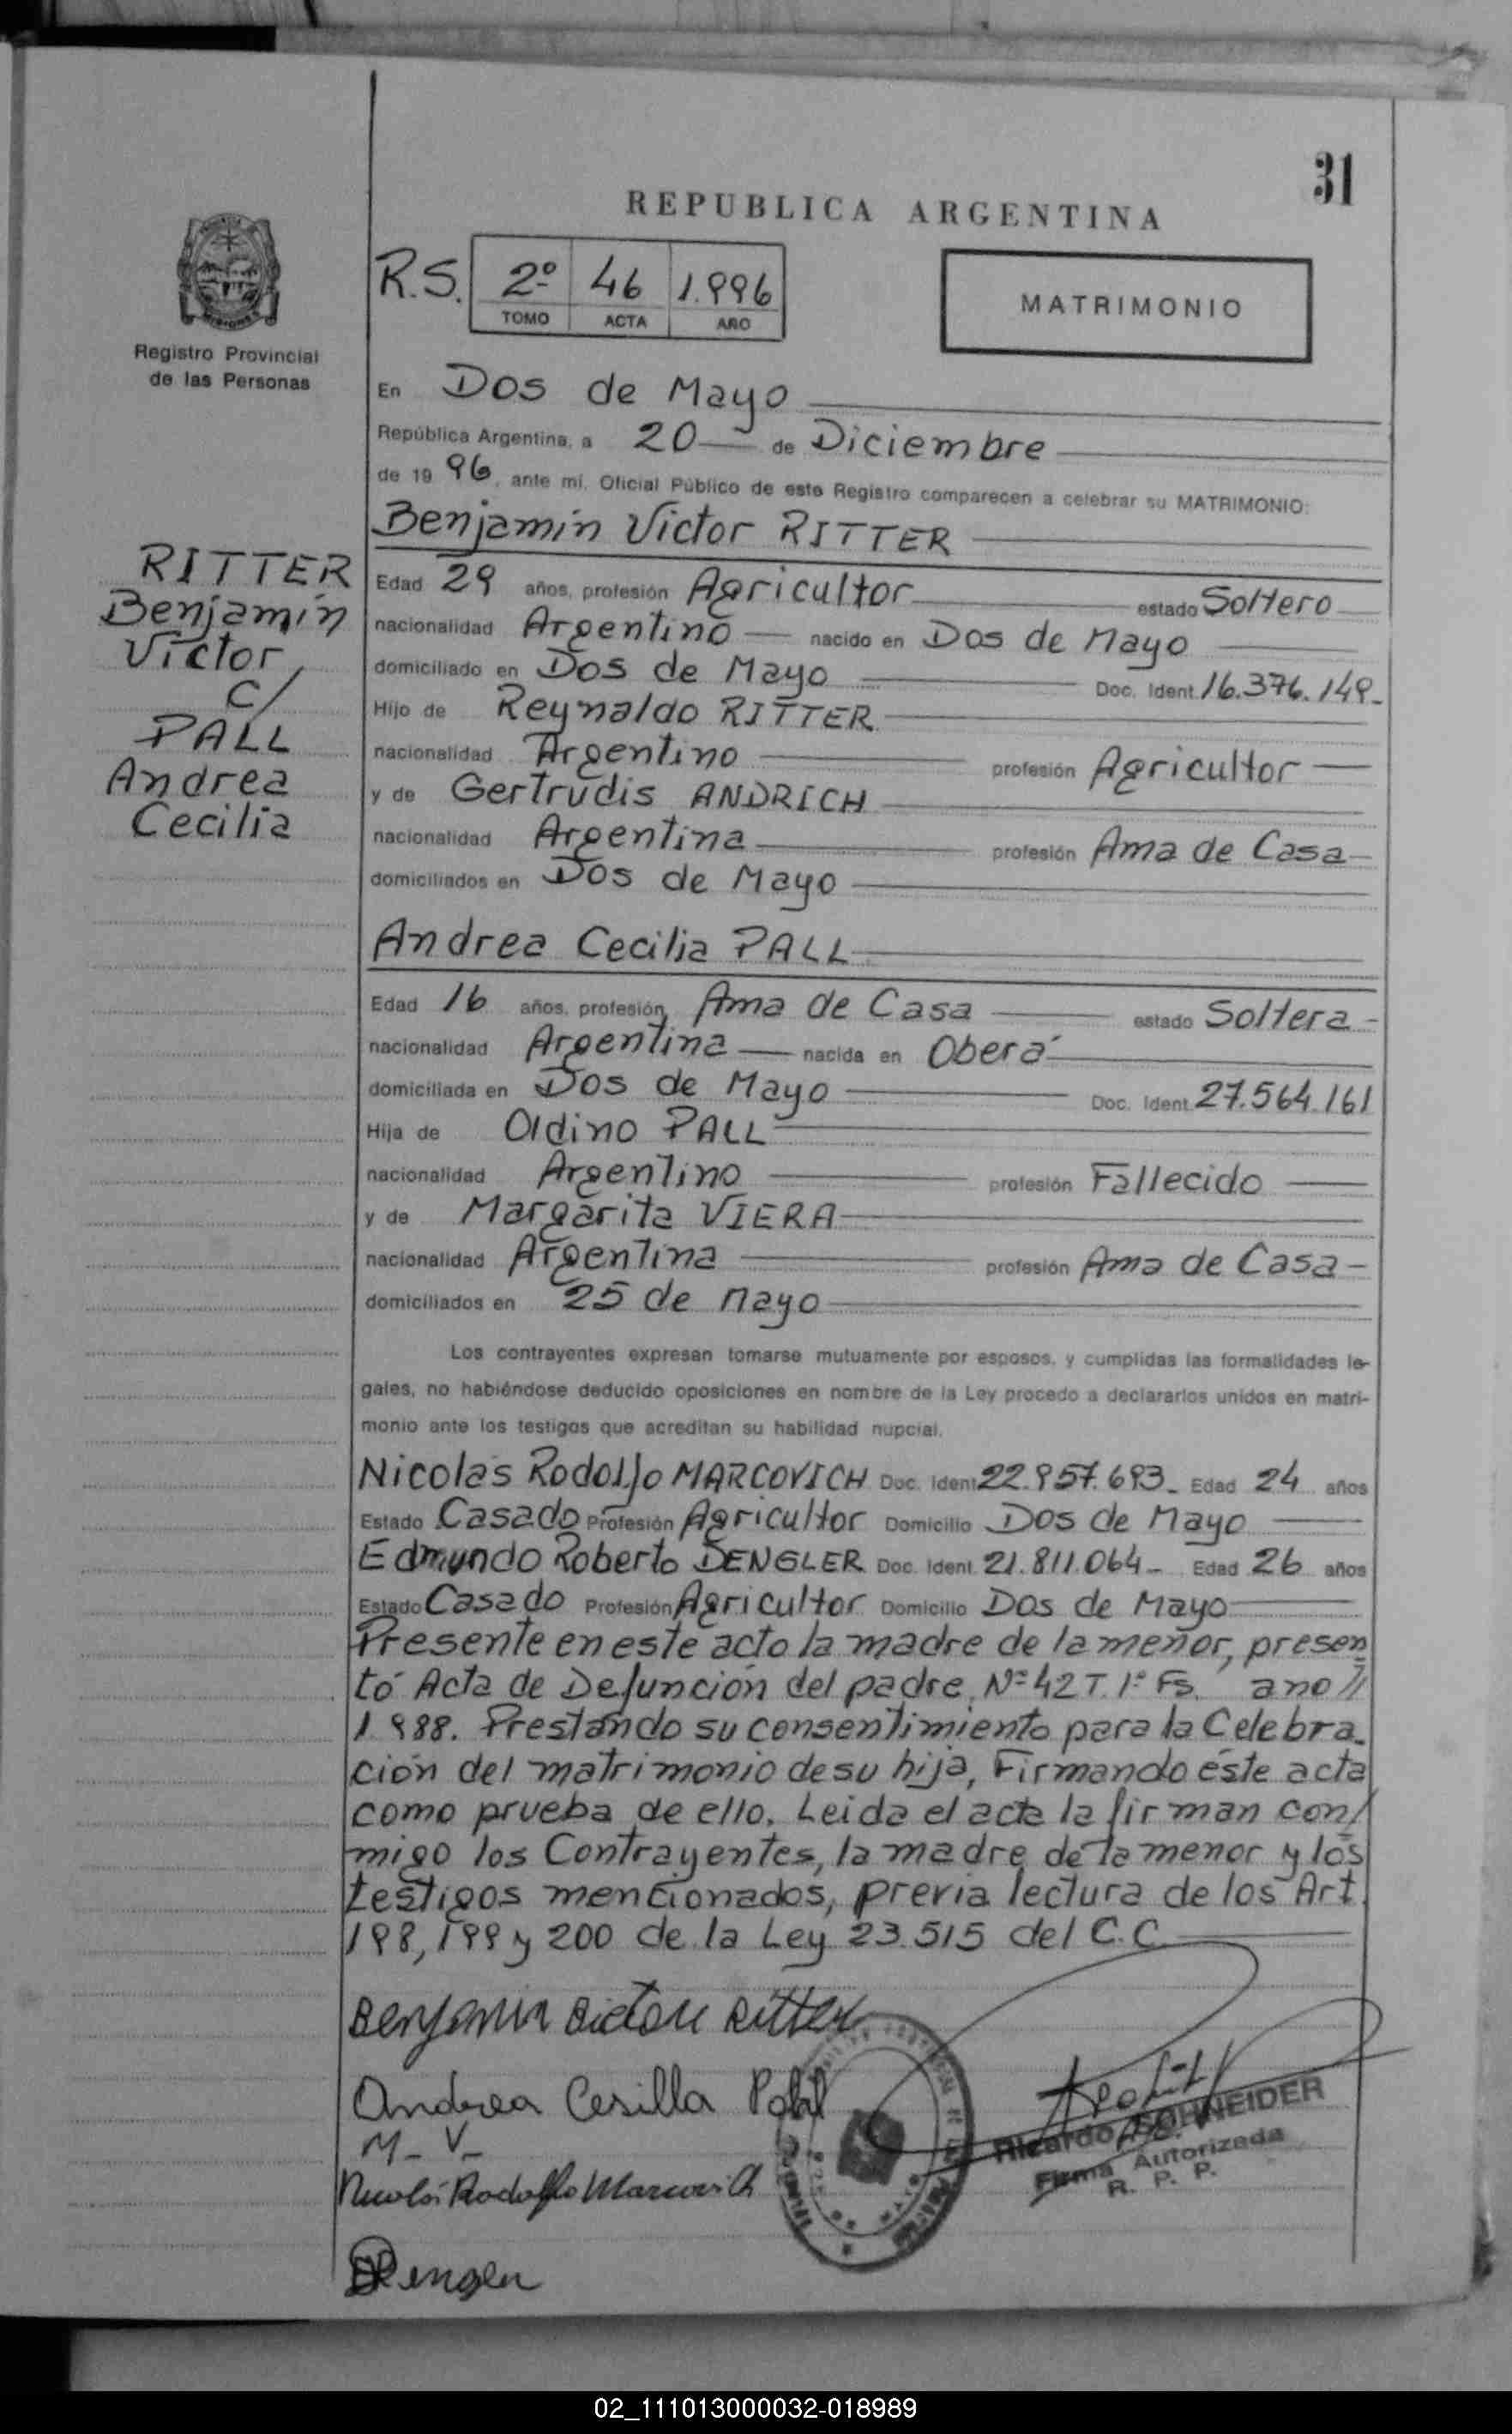 31
REPUBLICA ARGENTINA
R.S. 2º 46 1.996
TOMO ACTA AÑO
MATRIMONIO
Registro Provincial
de las Personas
En Dos de Mayo
República Argentina, a 20 de Diciembre
de 1996, ante mí, Oficial Público de este Registro comparecen a celebrar su MATRIMONIO:
Benjamín Victor RITTER
RITTER
Benjamín
Victor
C/
PALL
Andrea
Cecilia
Edad 29 años, profesión Agricultor estado Soltero
nacionalidad Argentino nacido en Dos de Mayo
domiciliado en Dos de Mayo Doc. Ident. 16.376.149.
Hijo de Reynaldo RITTER
nacionalidad Argentino profesión Agricultor
y de Gertrudis ANDRICH
nacionalidad Argentina profesión Ama de Casa
domiciliados en Dos de Mayo
Andrea Cecilia PALL
Edad 16 años, profesión Ama de Casa estado Soltera
nacionalidad Argentina nacida en Oberá
domiciliada en Dos de Mayo Doc. Ident. 27.564.161
Hija de Oldino PALL
nacionalidad Argentino profesión Fallecido
y de Margarita VIERA
nacionalidad Argentina profesión Ama de Casa
domiciliados en 25 de Mayo
Los contrayentes expresan tomarse mutuamente por esposos, y cumplidas las formalidades le-
gales, no habiéndose deducido oposiciones en nombre de la Ley procedo a declararlos unidos en matri-
monio ante los testigos que acreditan su habilidad nupcial.
Nicolás Rodolfo MARCOVICH Doc. Ident. 22.957.693_ Edad 24 años
Estado Casado Profesión Agricultor Domicilio Dos de Mayo
Edmundo Roberto DENGLER Doc. Ident. 21.811.064_ Edad 26 años
Estado Casado Profesión Agricultor Domicilio Dos de Mayo
Presente en este acto la madre de la menor, presen
tó Acta de Defunción del padre, Nº 42 T. 1º Fs. ano //
1.988. Prestando su consentimiento para la Celebra_
ción del matrimonio de su hija, Firmando éste acta
como prueba de ello. Leida el acta la firman con/
migo los Contrayentes, la madre de la menor y los
testigos mencionados, previa lectura de los Art.
198, 199 y 200 de la Ley 23.515 del C.C.
Benjamin Bictor Ritter
Andrea Cesilla
M_ V_
Nicolás Rodolfo Marcovich
Dengler
Ricardo SCHNEIDER
Firma Autorizada
R. P. P.
02_111013000032-018989